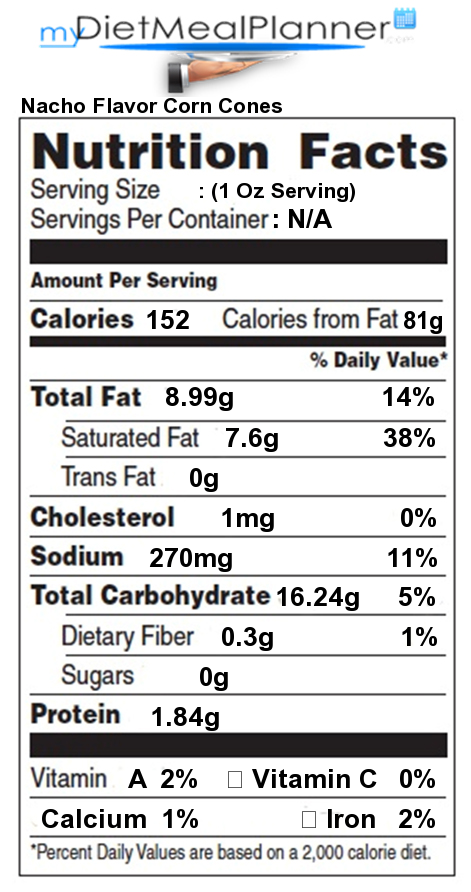 myDietMealPlanner.com
Nacho Flavor Corn Cones
Nutrition Facts
Serving Size : (1 Oz Serving)
Servings Per Container : N/A
Amount Per Serving
Calories 152 Calories from Fat 81g
% Daily Value*
Total Fat 8.99g 14%
Saturated Fat 7.6g 38%
Trans Fat 0g
Cholesterol 1mg 0%
Sodium 270mg 11%
Total Carbohydrate 16.24g 5%
Dietary Fiber 0.3g 1%
Sugars 0g
Protein 1.84g
Vitamin A 2% □ Vitamin C 0%
Calcium 1% □ Iron 2%
*Percent Daily Values are based on a 2,000 calorie diet.